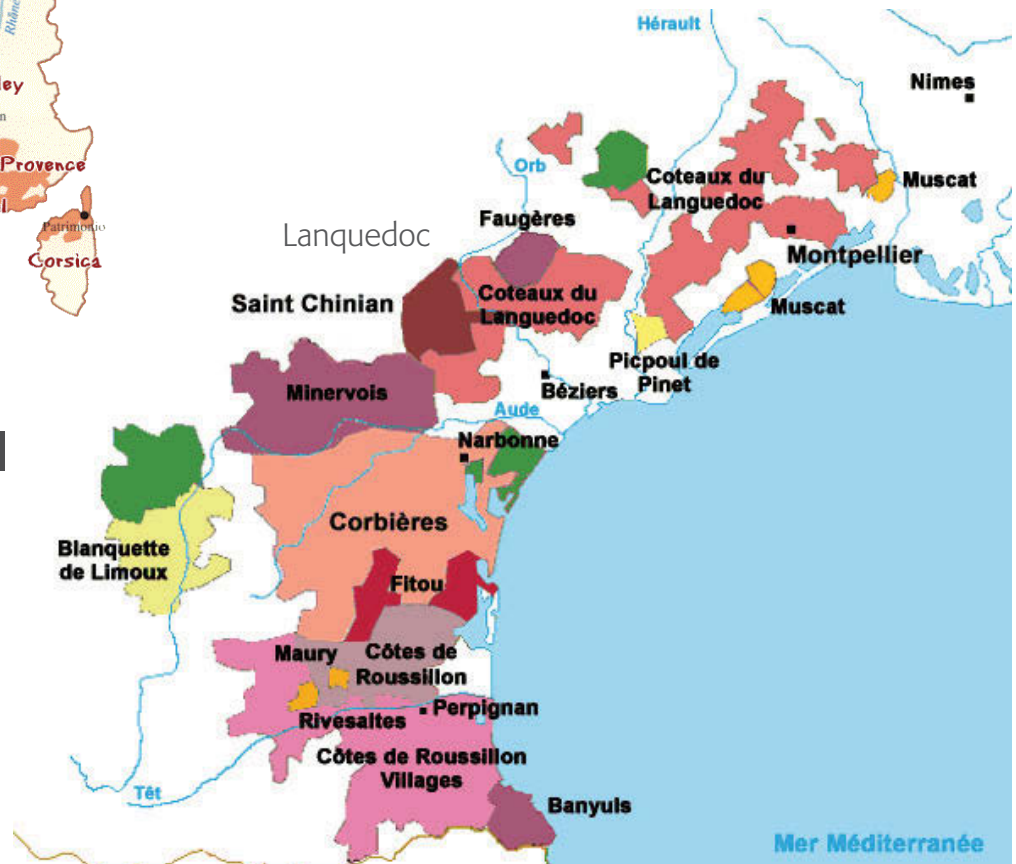 Rhône
ley
n
Provence
l
Patrimonio
Corsica
Lanquedoc
Hérault
Nimes
Orb
Muscat
Coteaux du
Languedoc
Faugères
Montpellier
Saint Chinian
Coteaux du
Languedoc
Muscat
Picpoul de
Pinet
Minervois
Béziers
Aude
Narbonne
Corbières
Blanquette
de Limoux
Fitou
Maury
Côtes de
Roussillon
Rivesaltes
Perpignan
Côtes de Roussillon
Villages
Têt
Banyuls
Mer Méditerranée